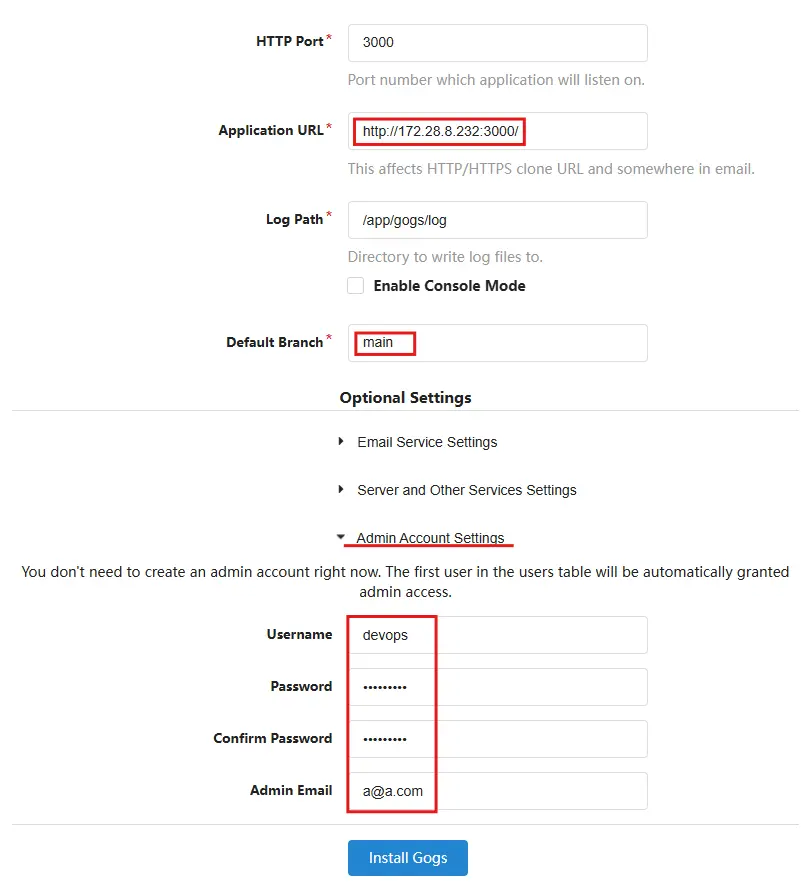 HTTP Port* 3000
Port number which application will listen on.
Application URL* http://172.28.8.232:3000/
This affects HTTP/HTTPS clone URL and somewhere in email.
Log Path* /app/gogs/log
Directory to write log files to.
Enable Console Mode
Default Branch* main
Optional Settings
Email Service Settings
Server and Other Services Settings
Admin Account Settings
You don't need to create an admin account right now. The first user in the users table will be automatically granted
admin access.
Username devops
Password •••••••••
Confirm Password •••••••••
Admin Email a@a.com
Install Gogs